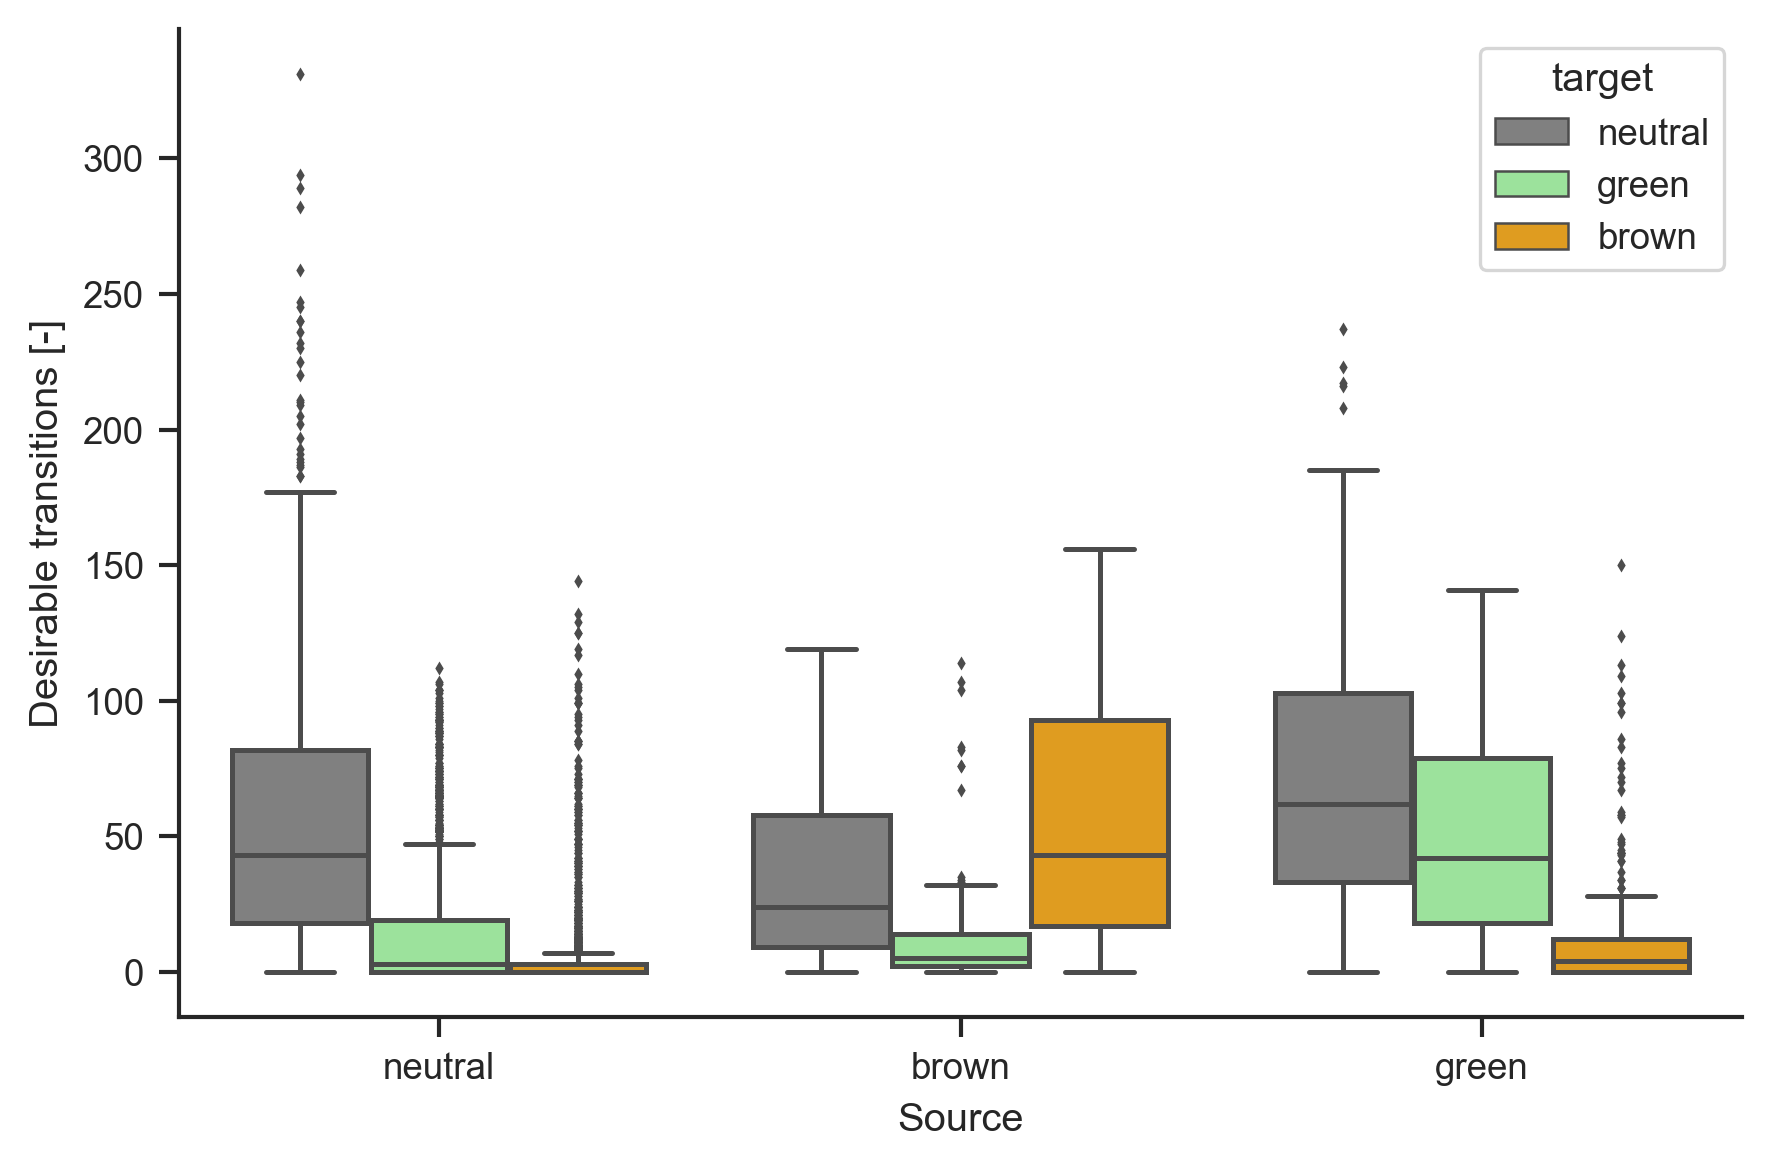 target
neutral
green
brown
300
250
200
150
100
50
0
Desirable transitions [-]
neutral
brown
green
Source